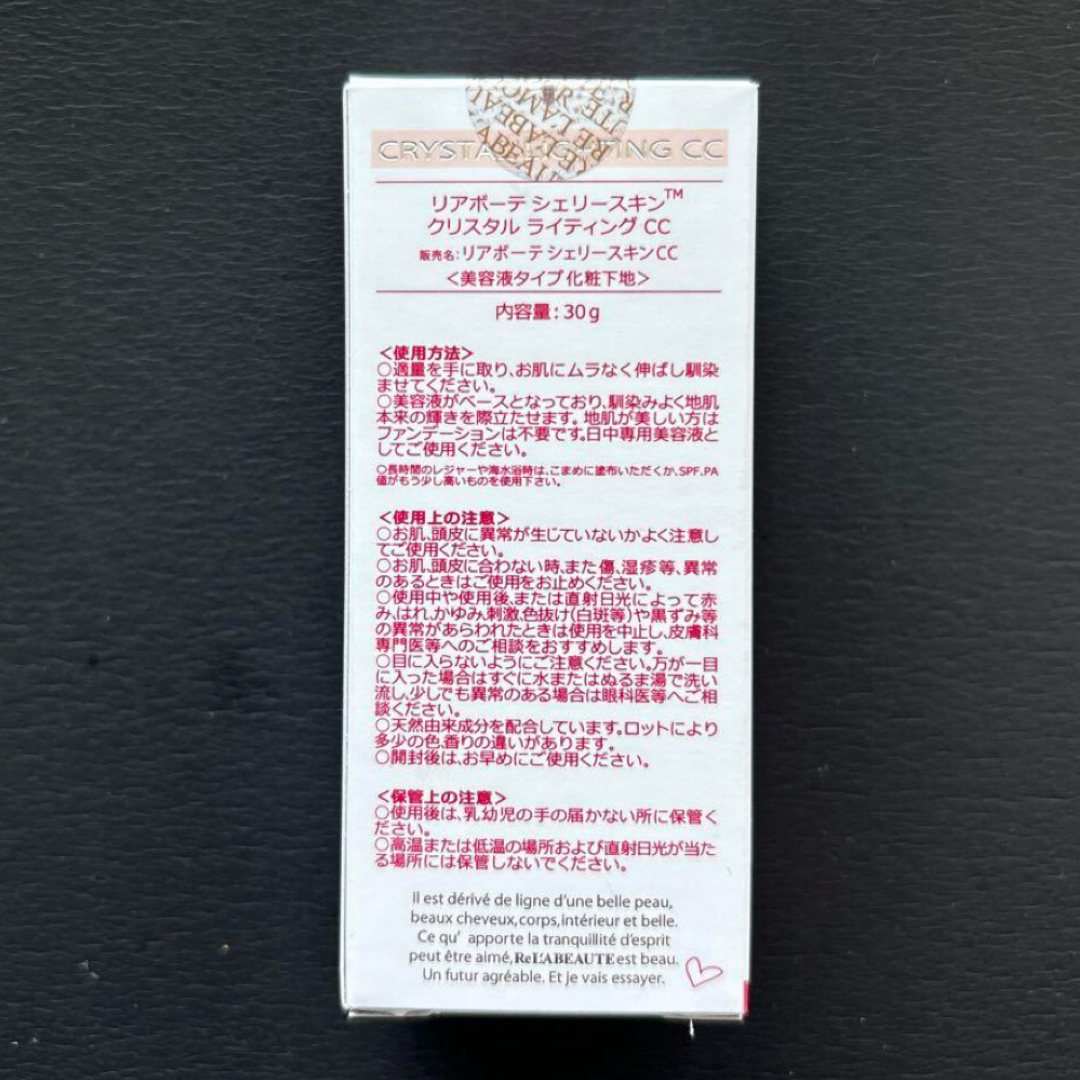 CRYSTAL LIGHTING CC
リアボーテ シェリースキン™
クリスタル ライティング CC
販売名：リアボーテ シェリースキンCC
＜美容液タイプ化粧下地＞
内容量：30g
＜使用方法＞
○適量を手に取り、お肌にムラなく伸ばし馴染
ませてください。
○美容液がベースとなっており、馴染みよく地肌
本来の輝きを際立たせます。地肌が美しい方は
ファンデーションは不要です。日中専用美容液と
してご使用ください。
○長時間のレジャーや海水浴時は、こまめに塗布いただくか、SPF.PA
値がもう少し高いものを使用下さい。
＜使用上の注意＞
○お肌、頭皮に異常が生じていないかよく注意し
てご使用ください。
○お肌、頭皮に合わない時、また傷、湿疹等、異常
のあるときはご使用をお止めください。
○使用中や使用後、または直射日光によって赤
み、はれ、かゆみ、刺激、色抜け（白斑等）や黒ずみ等
の異常があらわれたときは使用を中止し、皮膚科
専門医等へのご相談をおすすめします。
○目に入らないようにご注意ください。万が一目
に入った場合はすぐに水またはぬるま湯で洗い
流し、少しでも異常のある場合は眼科医等へご相
談ください。
○天然由来成分を配合しています。ロットにより
多少の色、香りの違いがあります。
○開封後は、お早めにご使用ください。
＜保管上の注意＞
○使用後は、乳幼児の手の届かない所に保管く
ださい。
○高温または低温の場所および直射日光が当た
る場所には保管しないでください。
Il est dérivé de ligne d'une belle peau,
beaux cheveux,corps,intérieur et belle.
Ce qu' apporte la tranquillité d'esprit
peut être aimé,ReL'ABEAUTE est beau.
Un futur agréable. Et je vais essayer.